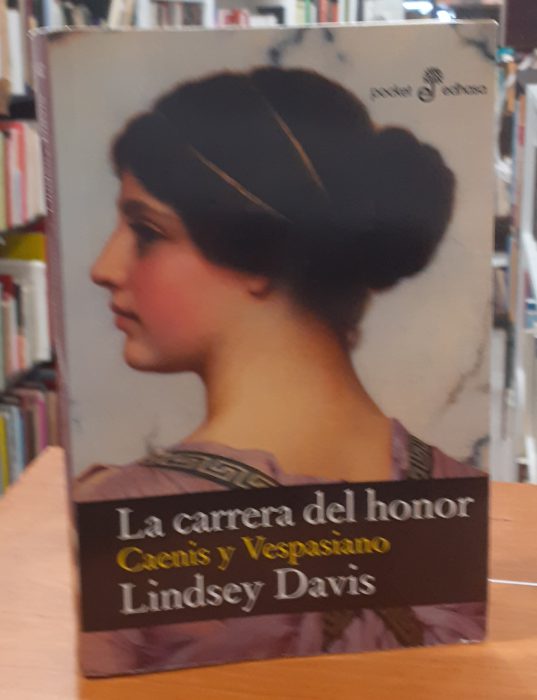 pocket edhasa
La carrera del honor
Caenis y Vespasiano
Lindsey Davis